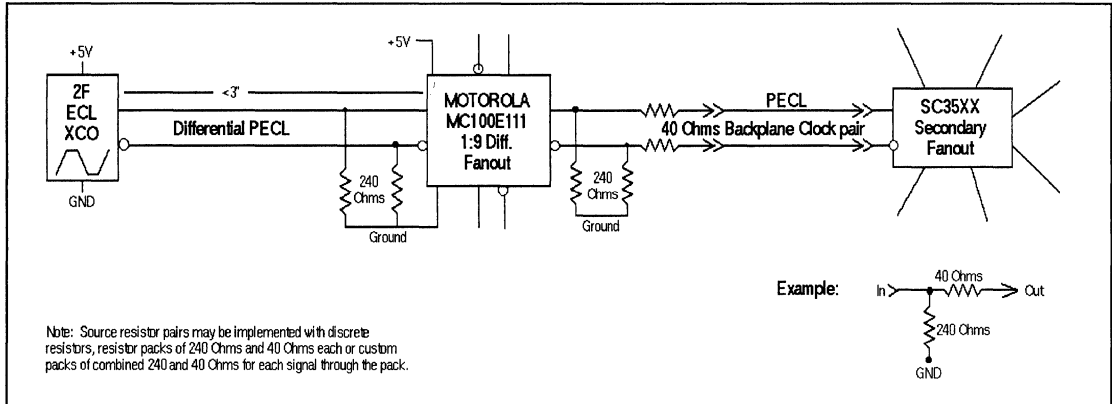 +5V
2F
ECL
XCO
GND
<3"
Differential PECL
240
Ohms
Ground
+5V
MOTOROLA
MC100E111
1:9 Diff.
Fanout
240
Ohms
Ground
PECL
40 Ohms Backplane Clock pair
SC35XX
Secondary
Fanout
Example:
In
40 Ohms
Out
240 Ohms
GND
Note: Source resistor pairs may be implemented with discrete
resistors, resistor packs of 240 Ohms and 40 Ohms each or custom
packs of combined 240 and 40 Ohms for each signal through the pack.